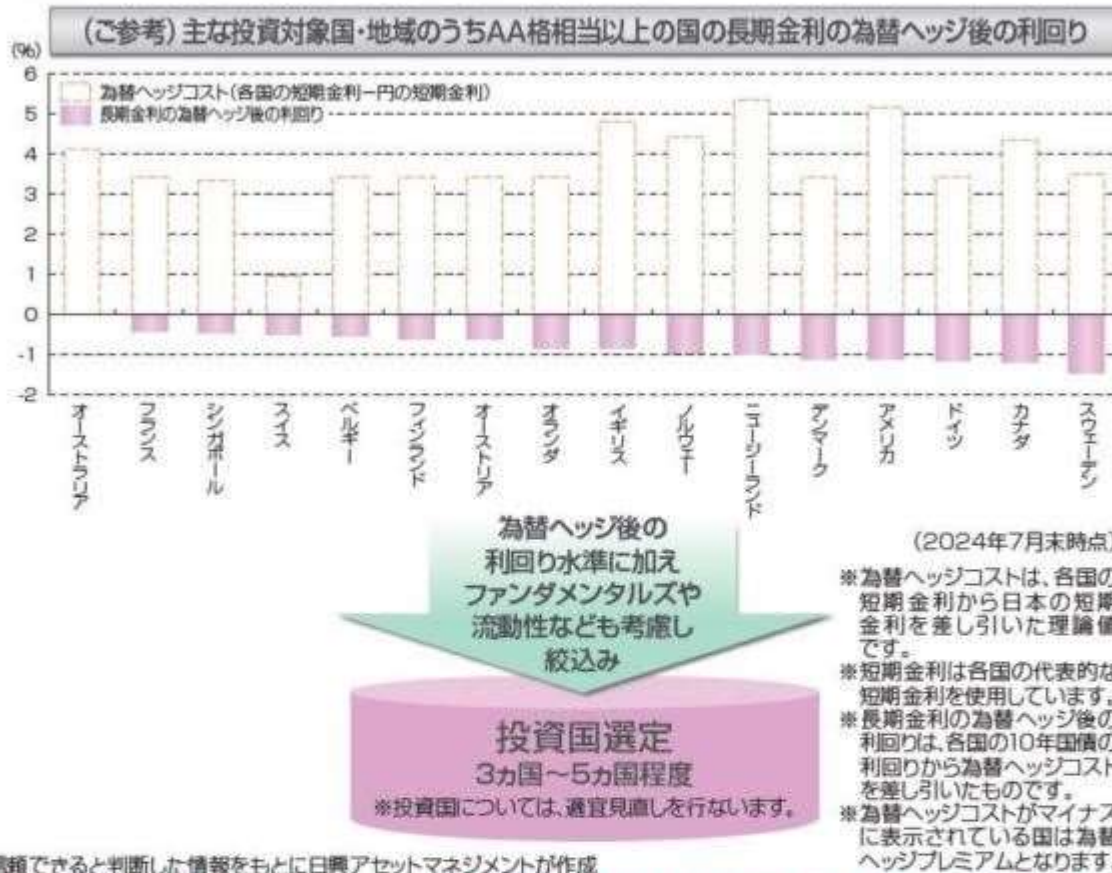 (ご参考)主な投資対象国・地域のうちAA格相当以上の国の長期金利の為替ヘッジ後の利回り
(%)
為替ヘッジコスト(各国の短期金利ー円の短期金利)
長期金利の為替ヘッジ後の利回り
6
5
4
3
2
1
0
-1
-2
オーストラリア
フランス
シンガポール
スイス
ベルギー
フィンランド
オーストリア
オランダ
イギリス
ノルウェー
ニュージーランド
デンマーク
アメリカ
ドイツ
カナダ
スウェーデン
為替ヘッジ後の
利回り水準に加え
ファンダメンタルズや
流動性なども考慮し
絞込み
投資国選定
3ヵ国〜5ヵ国程度
※投資国については、適宜見直しを行ないます。
(2024年7月末時点)
※為替ヘッジコストは、各国の
短期金利から日本の短期
金利を差し引いた理論値
です。
※短期金利は各国の代表的な
短期金利を使用しています。
※長期金利の為替ヘッジ後の
利回りは、各国の10年国債の
利回りから為替ヘッジコスト
を差し引いたものです。
※為替ヘッジコストがマイナス
に表示されている国は為替
ヘッジプレミアムとなります
頼できると判断した情報をもとに日興アセットマネジメントが作成